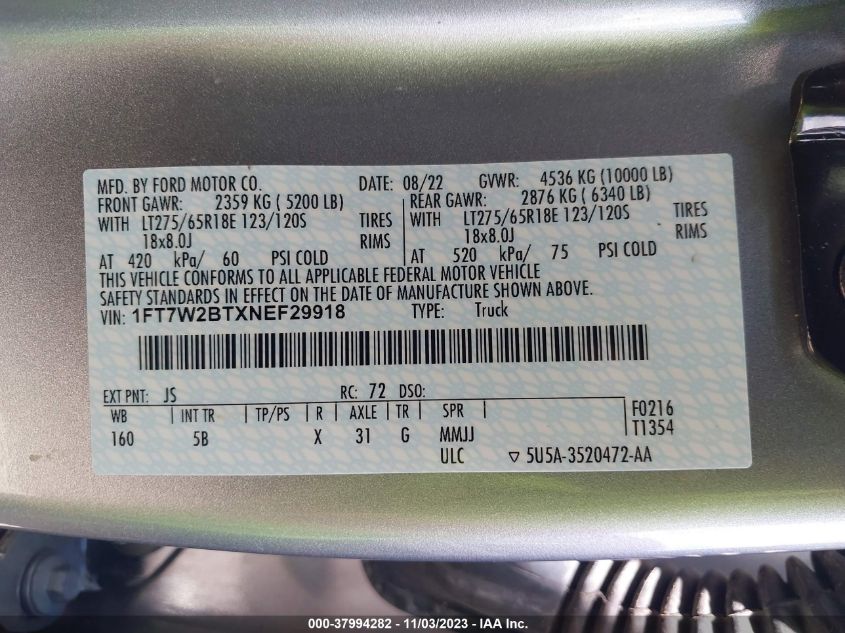 MFD. BY FORD MOTOR CO. DATE: 08/22 GVWR: 4536 KG (10000 LB)
FRONT GAWR: 2359 KG ( 5200 LB) REAR GAWR: 2876 KG ( 6340 LB)
WITH LT275/65R18E 123/120S TIRES WITH LT275/65R18E 123/120S TIRES
18x8.0J RIMS 18x8.0J RIMS
AT 420 kPa/ 60 PSI COLD AT 520 kPa/ 75 PSI COLD
THIS VEHICLE CONFORMS TO ALL APPLICABLE FEDERAL MOTOR VEHICLE
SAFETY STANDARDS IN EFFECT ON THE DATE OF MANUFACTURE SHOWN ABOVE.
VIN: 1FT7W2BTXNEF29918 TYPE: Truck
EXT PNT: JS RC: 72 DSO:
WB INT TR TP/PS R AXLE TR SPR F0216
160 5B X 31 G MMJJ T1354
ULC ▽ 5U5A-3520472-AA
000-37994282 - 11/03/2023 - IAA Inc.